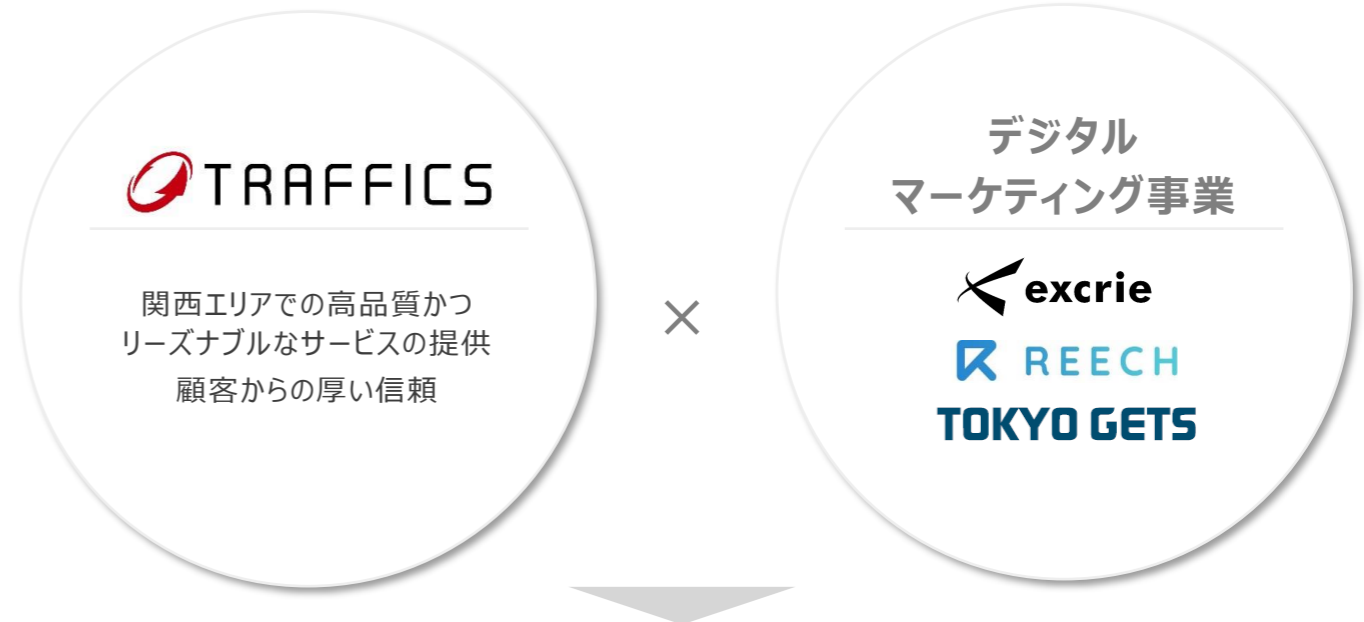 TRAFFICS
関西エリアでの高品質かつ
リーズナブルなサービスの提供
顧客からの厚い信頼
×
デジタル
マーケティング事業
excrie
REECH
TOKYO GETS